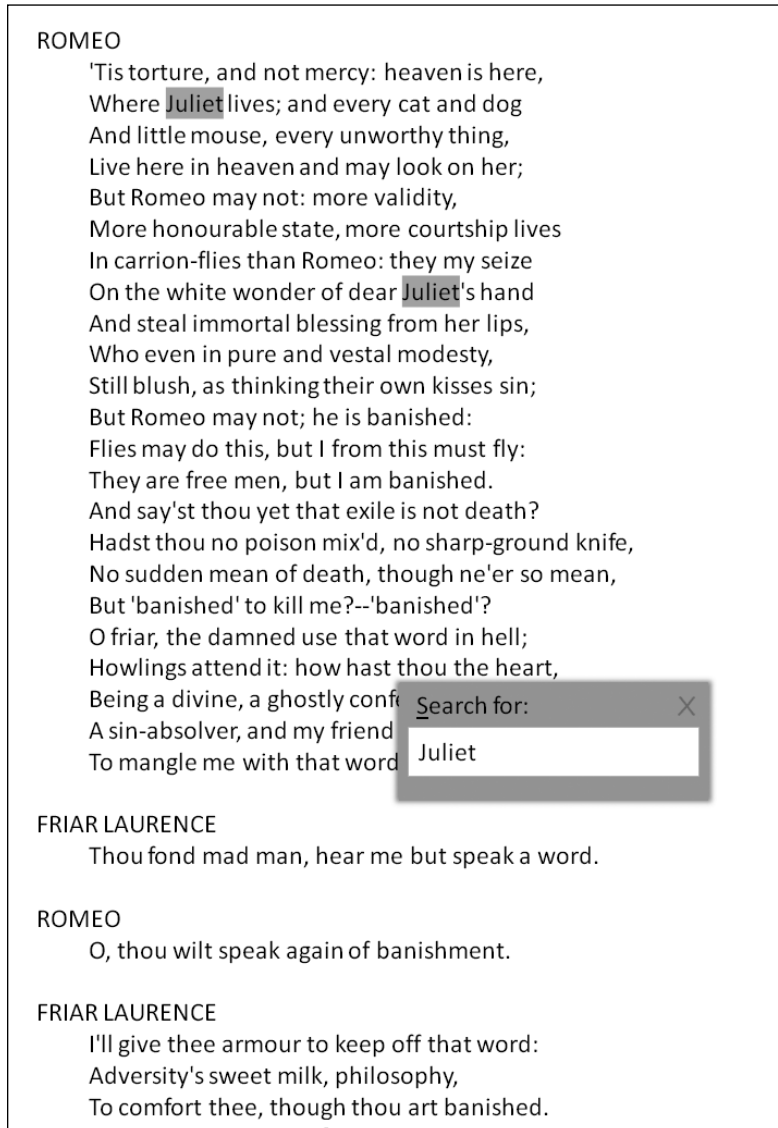 ROMEO
'Tis torture, and not mercy: heaven is here,
Where Juliet lives; and every cat and dog
And little mouse, every unworthy thing,
Live here in heaven and may look on her;
But Romeo may not: more validity,
More honourable state, more courtship lives
In carrion-flies than Romeo: they my seize
On the white wonder of dear Juliet's hand
And steal immortal blessing from her lips,
Who even in pure and vestal modesty,
Still blush, as thinking their own kisses sin;
But Romeo may not; he is banished:
Flies may do this, but I from this must fly:
They are free men, but I am banished.
And say'st thou yet that exile is not death?
Hadst thou no poison mix'd, no sharp-ground knife,
No sudden mean of death, though ne'er so mean,
But 'banished' to kill me?--'banished'?
O friar, the damned use that word in hell;
Howlings attend it: how hast thou the heart,
Being a divine, a ghostly
A sin-absolver, and my friend
To mangle me with that word
Search for:
X
Juliet
FRIAR LAURENCE
Thou fond mad man, hear me but speak a word.
ROMEO
O, thou wilt speak again of banishment.
FRIAR LAURENCE
I'll give thee armour to keep off that word:
Adversity's sweet milk, philosophy,
To comfort thee, though thou art banished.